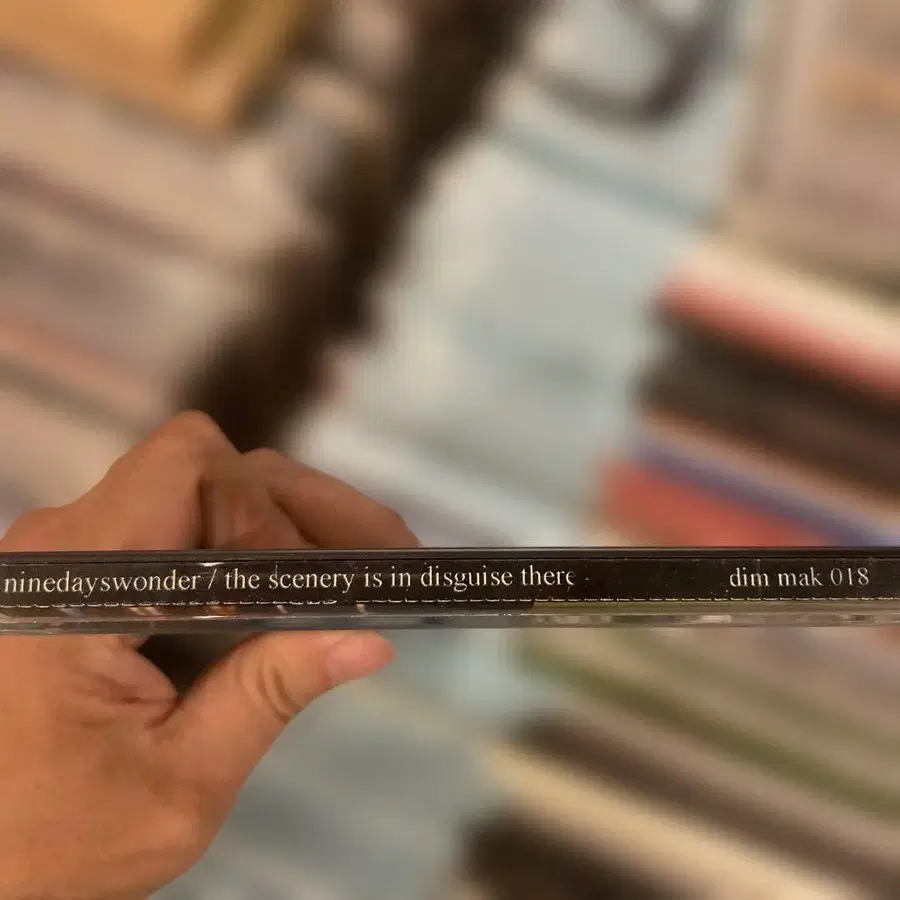 ninedayswonder / the scenery is in disguise there dim mak 018